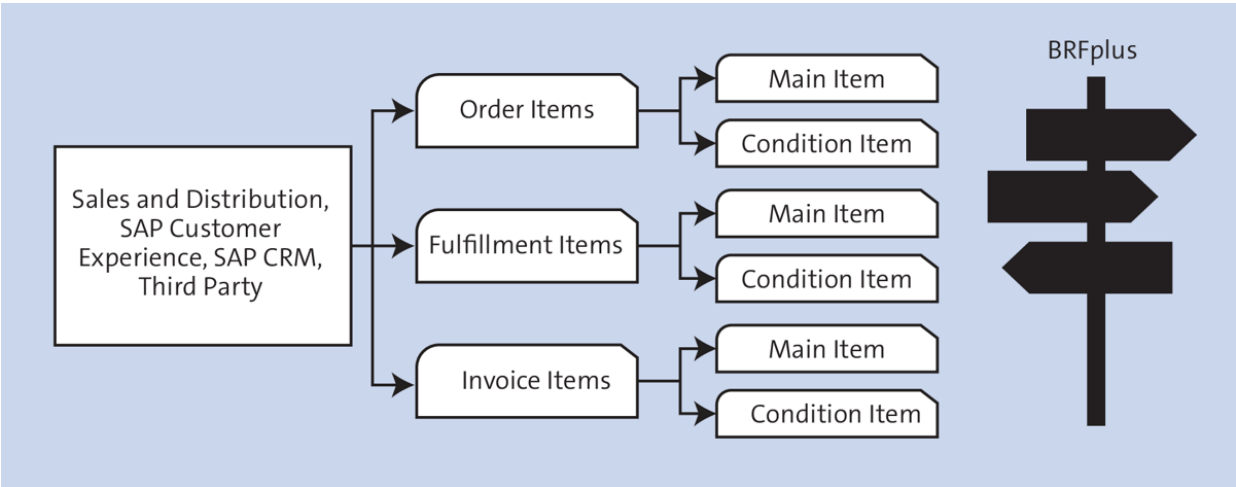 BRFplus
Main Item
Order Items
Condition Item
Sales and Distribution,
SAP Customer
Experience, SAP CRM,
Third Party
Main Item
Fulfillment Items
Condition Item
Main Item
Invoice Items
Condition Item